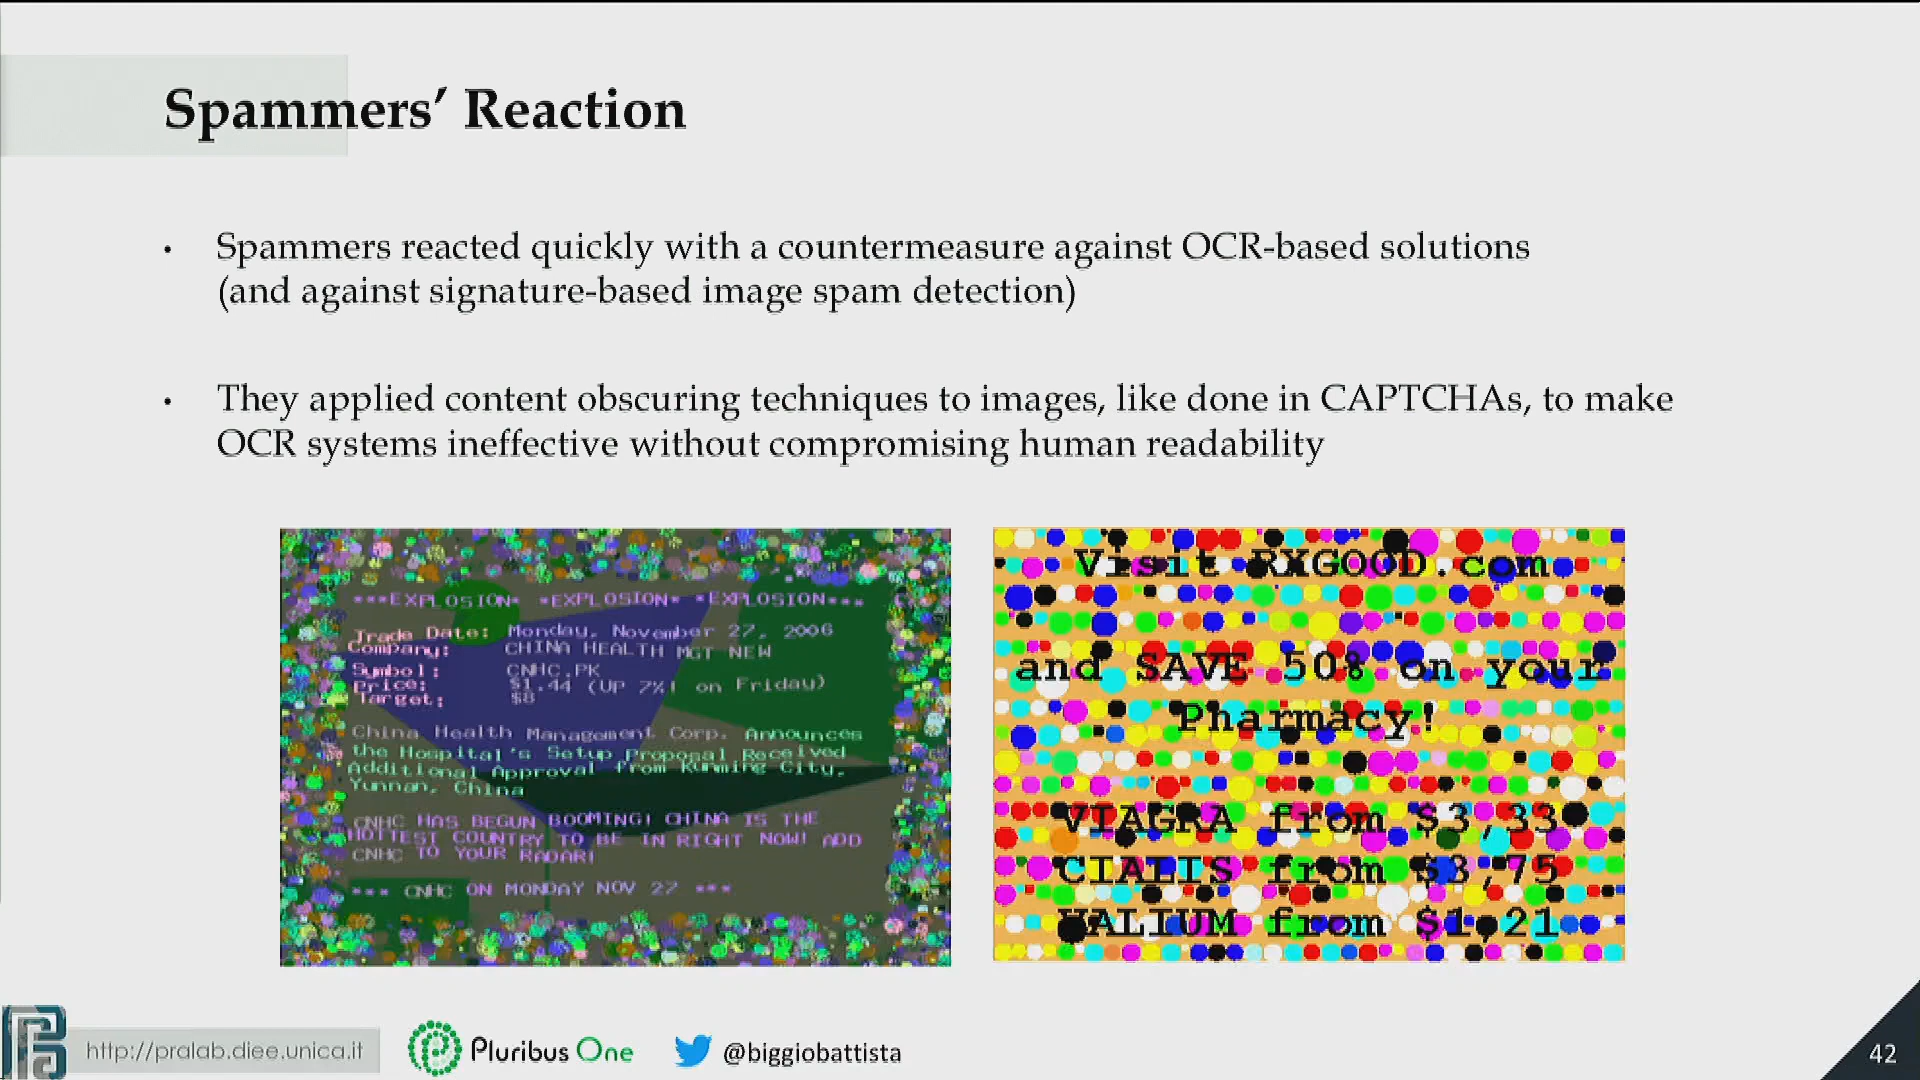 Spammers’ Reaction
• Spammers reacted quickly with a countermeasure against OCR-based solutions
(and against signature-based image spam detection)
• They applied content obscuring techniques to images, like done in CAPTCHAs, to make
OCR systems ineffective without compromising human readability
***EXPLOSION* *EXPLOSION* *EXPLOSION***
Trade Date: Monday, November 27, 2006
Company: CHINA HEALTH MGT NEW
Symbol: CNHC.PK
Price: $1.44 (UP 7%! on Friday)
Target: $8
China Health Management Corp. Announces
the Hospital's Setup Proposal Received
Additional Approval from Kunming City,
Yunnan, China
CNHC HAS BEGUN BOOMING! CHINA IS THE
HOTTEST COUNTRY TO BE IN RIGHT NOW! ADD
CNHC TO YOUR RADAR!
*** CNHC ON MONDAY NOV 27 ***
Visit RXGOOD.com
and SAVE 50% on your
Pharmacy!
VIAGRA from $3,33
CIALIS from $3,75
VALIUM from $1,21
http://pralab.diee.unica.it
Pluribus One
@biggiobattista
42